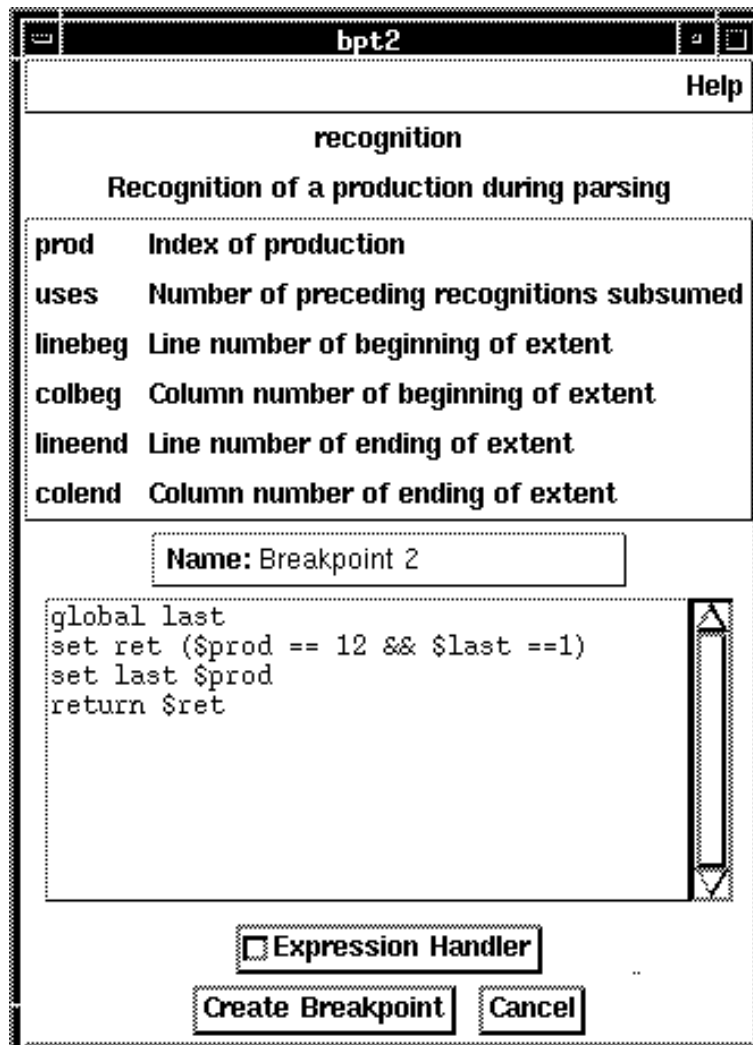 bpt2
Help
recognition
Recognition of a production during parsing
prod Index of production
uses Number of preceding recognitions subsumed
linebeg Line number of beginning of extent
colbeg Column number of beginning of extent
lineend Line number of ending of extent
colend Column number of ending of extent
Name: Breakpoint 2
global last
set ret ($prod == 12 && $last ==1)
set last $prod
return $ret
Expression Handler
Create Breakpoint Cancel